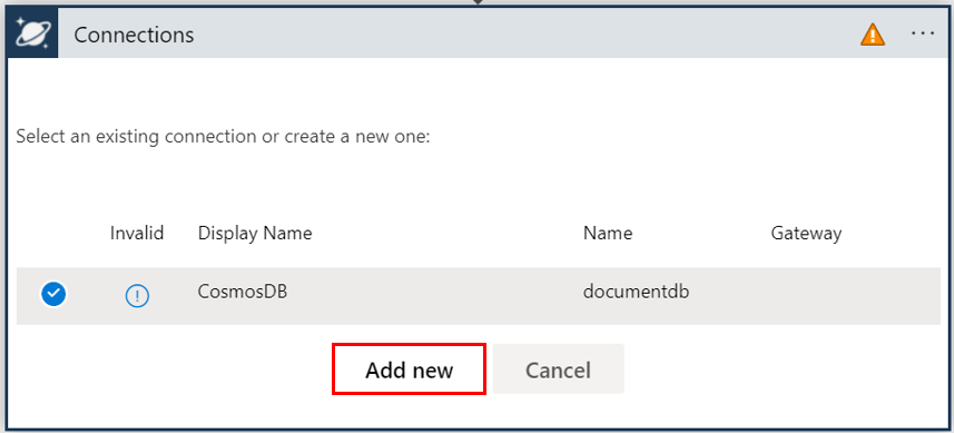 Connections
Select an existing connection or create a new one:
Invalid Display Name Name Gateway
CosmosDB documentdb
Add new Cancel